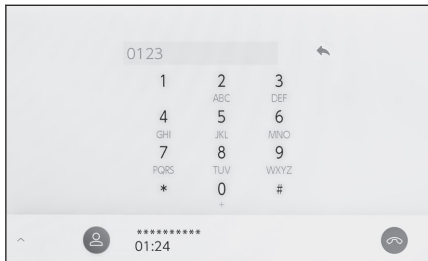 0123
1 2 3
ABC DEF
4 5 6
GHI JKL MNO
7 8 9
PQRS TUV WXYZ
* 0 #
+
**********
01:24